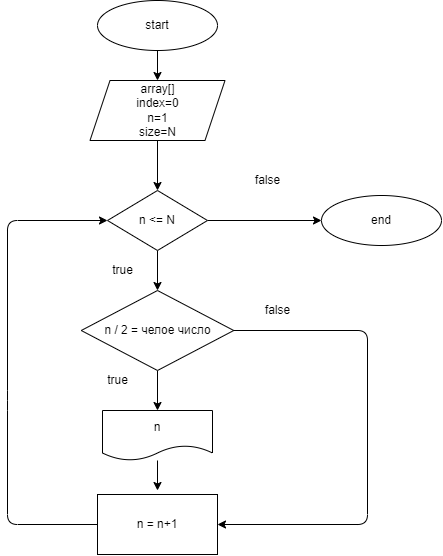 start
array[]
index=0
n=1
size=N
false
n <= N
end
true
false
n / 2 = челое число
true
n
n = n+1